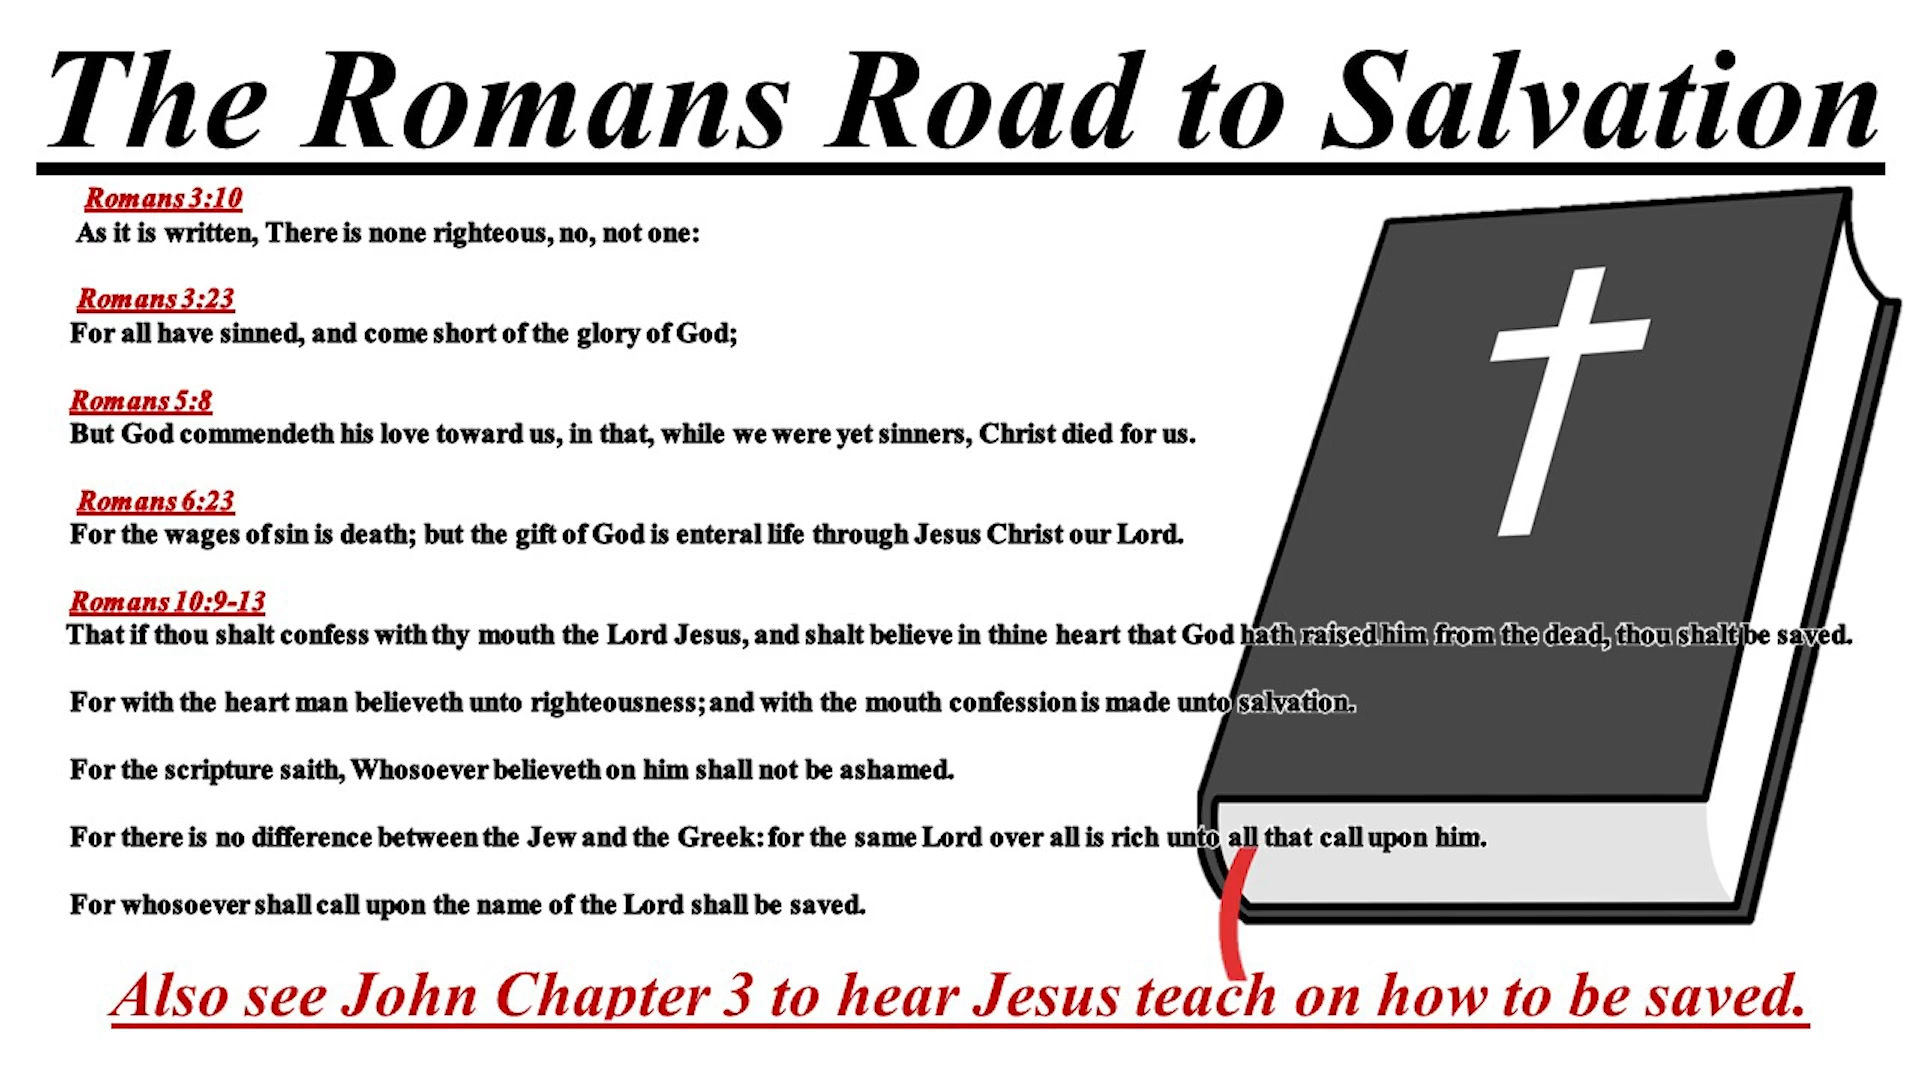 The Romans Road to Salvation
Romans 3:10
As it is written, There is none righteous, no, not one:
Romans 3:23
For all have sinned, and come short of the glory of God;
Romans 5:8
But God commendeth his love toward us, in that, while we were yet sinners, Christ died for us.
Romans 6:23
For the wages of sin is death; but the gift of God is enteral life through Jesus Christ our Lord.
Romans 10:9-13
That if thou shalt confess with thy mouth the Lord Jesus, and shalt believe in thine heart that God hath raised him from the dead, thou shalt be saved.
For with the heart man believeth unto righteousness; and with the mouth confession is made unto salvation.
For the scripture saith, Whosoever believeth on him shall not be ashamed.
For there is no difference between the Jew and the Greek: for the same Lord over all is rich unto all that call upon him.
For whosoever shall call upon the name of the Lord shall be saved.
Also see John Chapter 3 to hear Jesus teach on how to be saved.